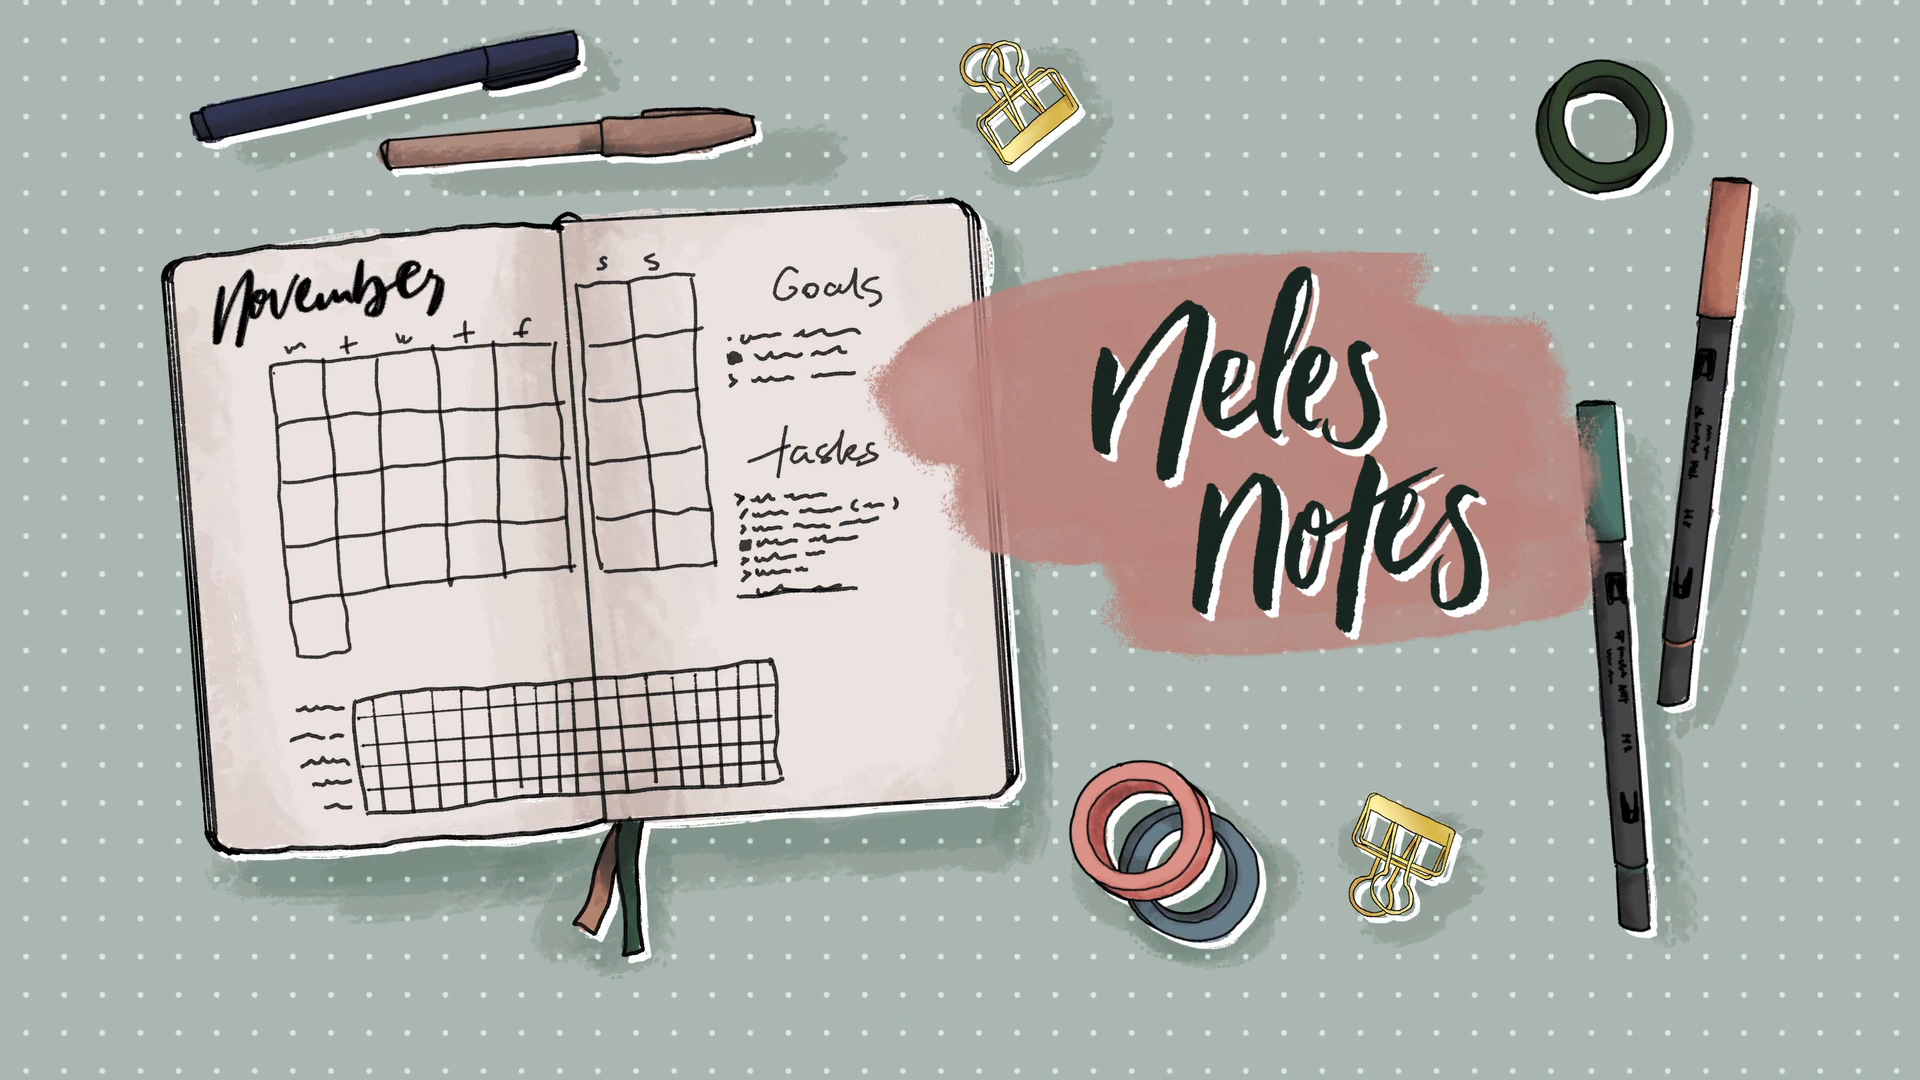 November
m t w t f
s s
Goals
tasks
Neles
Notes